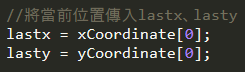 //將當前位置傳入lastx、lasty
lastx = xCoordinate[0];
lasty = yCoordinate[0];